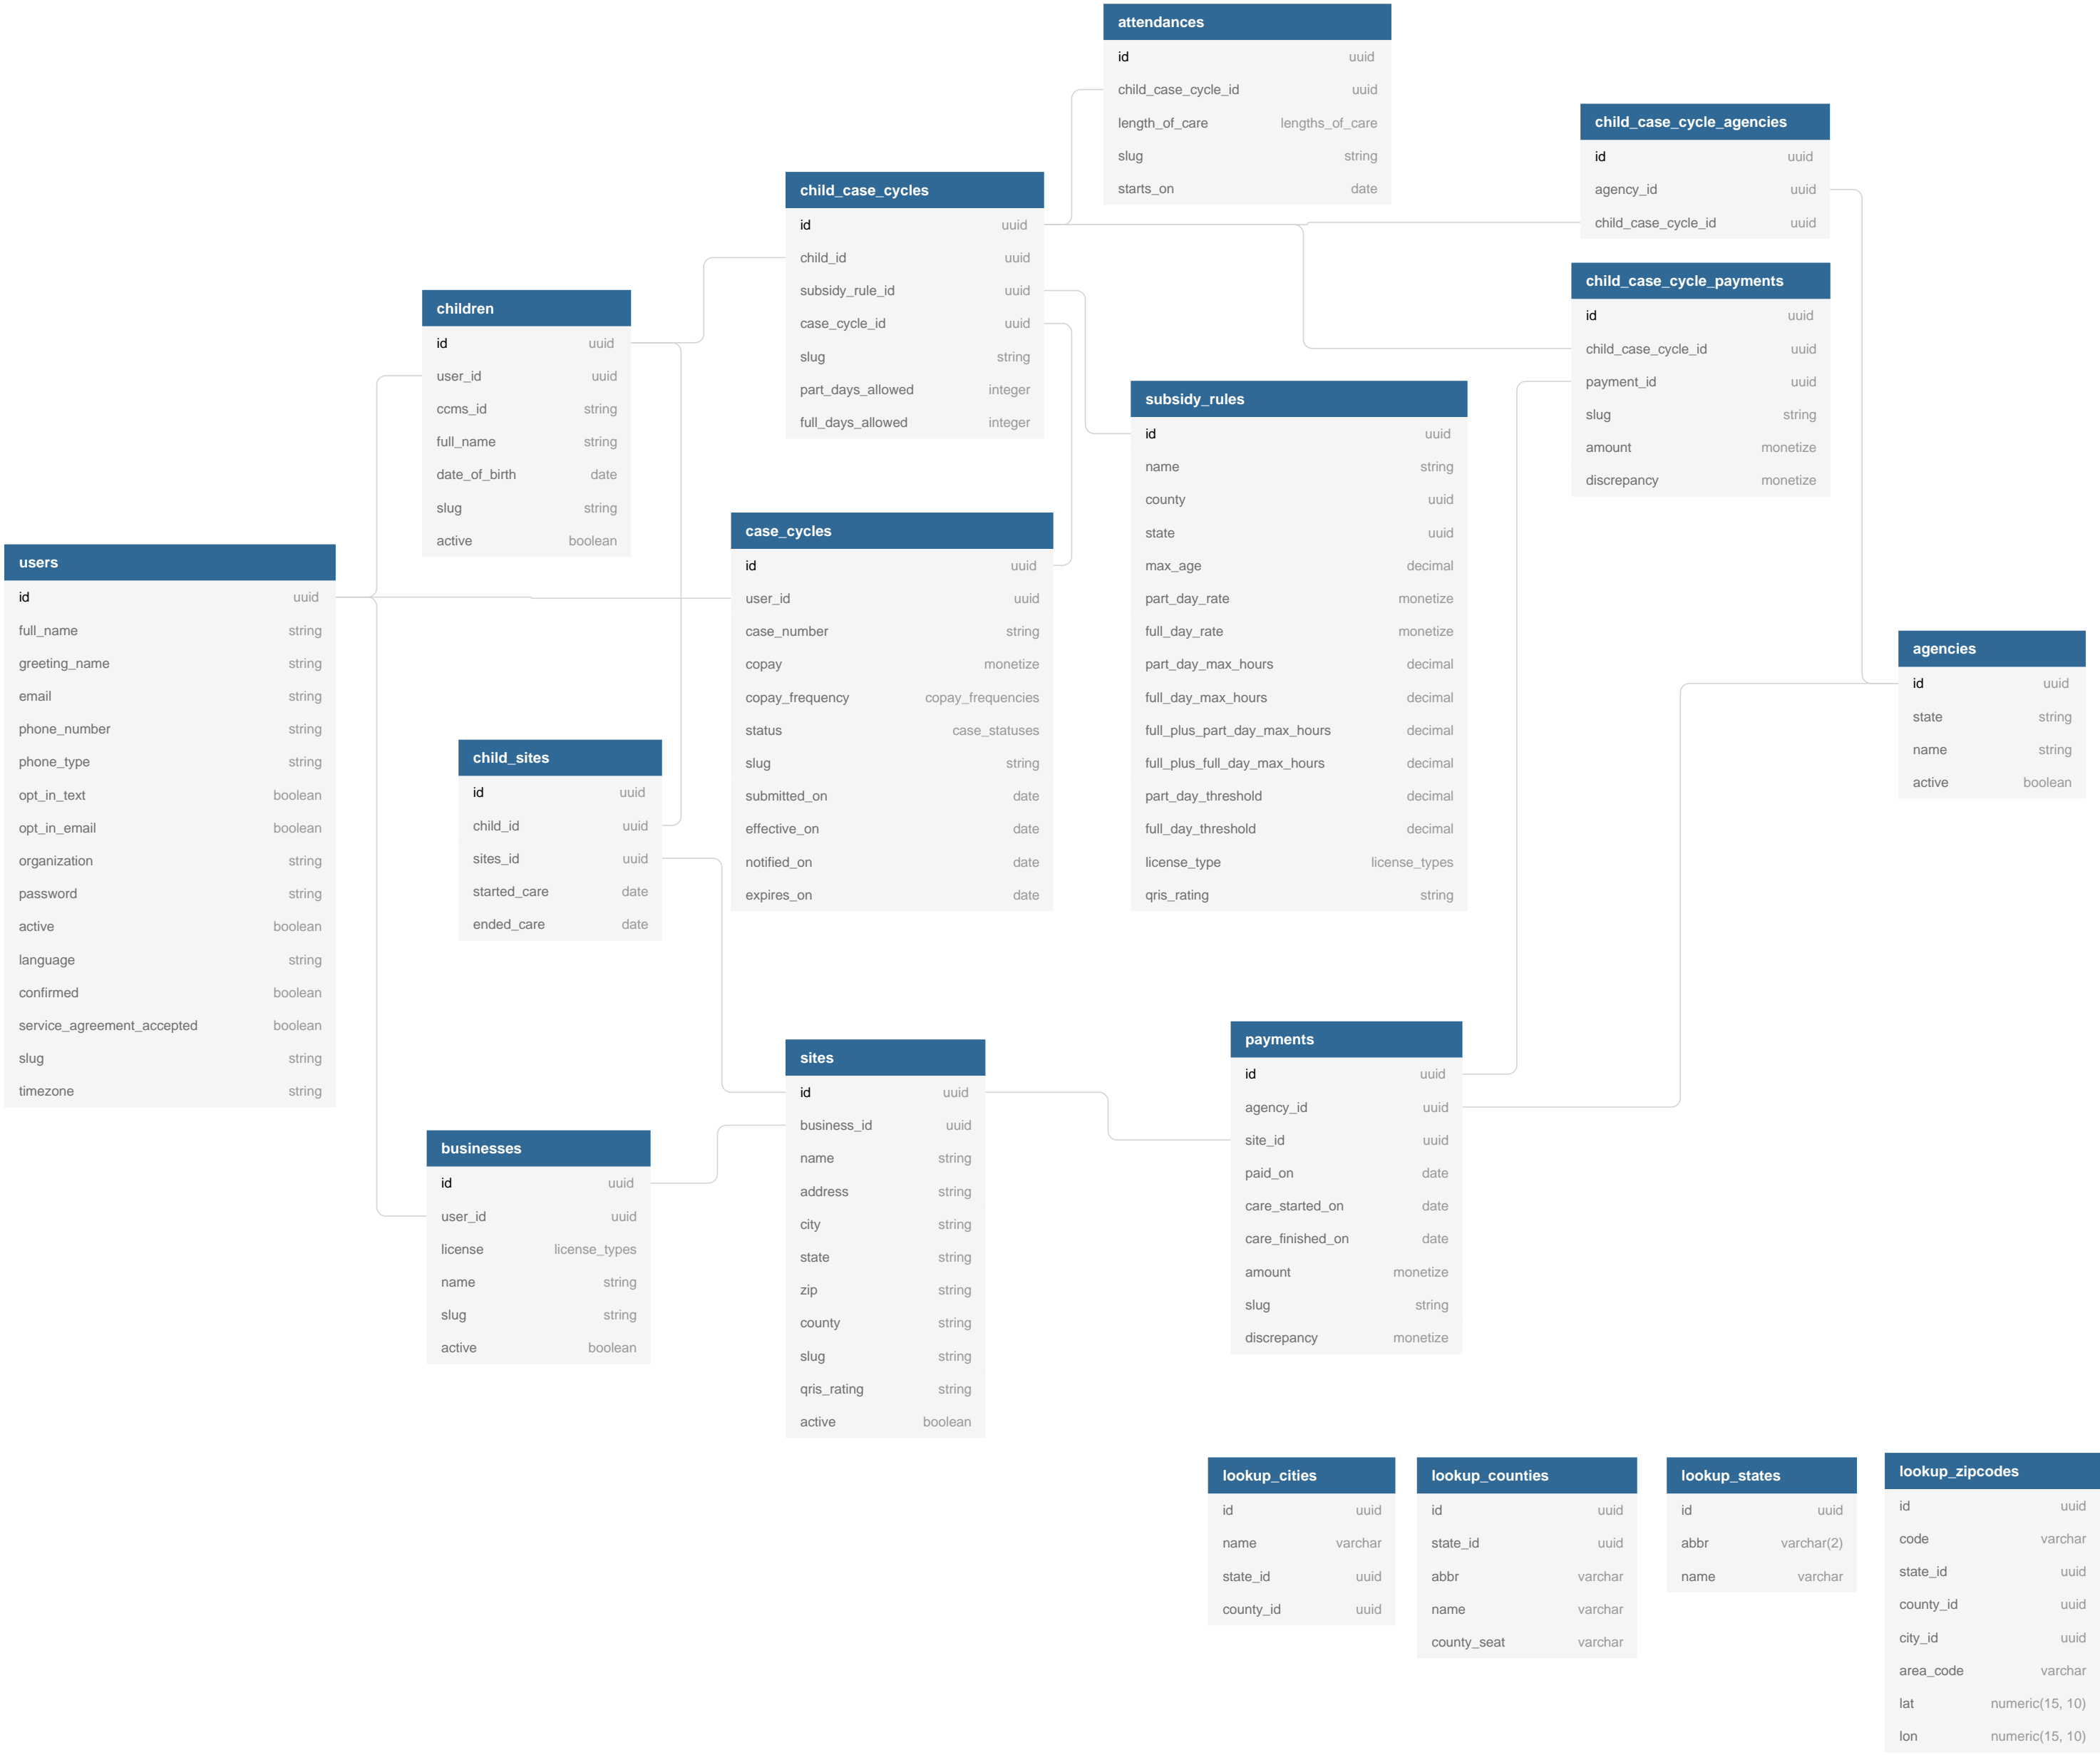 attendances
id uuid
child_case_cycle_id uuid
length_of_care lengths_of_care
slug string
starts_on date
child_case_cycle_agencies
id uuid
agency_id uuid
child_case_cycle_id uuid
child_case_cycles
id uuid
child_id uuid
subsidy_rule_id uuid
case_cycle_id uuid
slug string
part_days_allowed integer
full_days_allowed integer
child_case_cycle_payments
id uuid
child_case_cycle_id uuid
payment_id uuid
slug string
amount monetize
discrepancy monetize
children
id uuid
user_id uuid
ccms_id string
full_name string
date_of_birth date
slug string
active boolean
subsidy_rules
id uuid
name string
county uuid
state uuid
max_age decimal
part_day_rate monetize
full_day_rate monetize
part_day_max_hours decimal
full_day_max_hours decimal
full_plus_part_day_max_hours decimal
full_plus_full_day_max_hours decimal
part_day_threshold decimal
full_day_threshold decimal
license_type license_types
qris_rating string
case_cycles
id uuid
user_id uuid
case_number string
copay monetize
copay_frequency copay_frequencies
status case_statuses
slug string
submitted_on date
effective_on date
notified_on date
expires_on date
users
id uuid
full_name string
greeting_name string
email string
phone_number string
phone_type string
opt_in_text boolean
opt_in_email boolean
organization string
password string
active boolean
language string
confirmed boolean
service_agreement_accepted boolean
slug string
timezone string
agencies
id uuid
state string
name string
active boolean
child_sites
id uuid
child_id uuid
sites_id uuid
started_care date
ended_care date
payments
id uuid
agency_id uuid
site_id uuid
paid_on date
care_started_on date
care_finished_on date
amount monetize
slug string
discrepancy monetize
sites
id uuid
business_id uuid
name string
address string
city string
state string
zip string
county string
slug string
qris_rating string
active boolean
businesses
id uuid
user_id uuid
license license_types
name string
slug string
active boolean
lookup_cities
id uuid
name varchar
state_id uuid
county_id uuid
lookup_counties
id uuid
state_id uuid
abbr varchar
name varchar
county_seat varchar
lookup_states
id uuid
abbr varchar(2)
name varchar
lookup_zipcodes
id uuid
code varchar
state_id uuid
county_id uuid
city_id uuid
area_code varchar
lat numeric(15, 10)
lon numeric(15, 10)